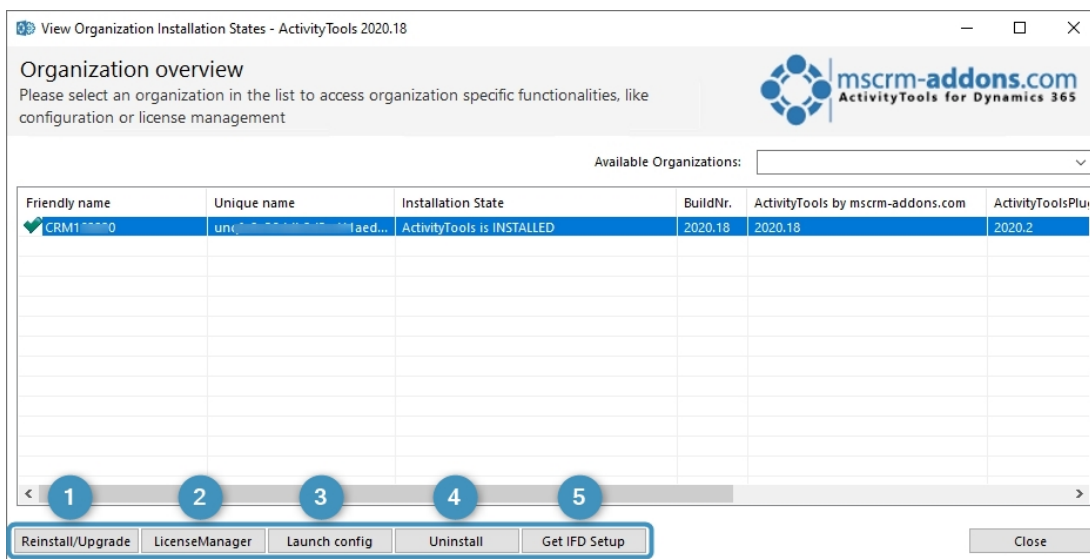 View Organization Installation States - ActivityTools 2020.18
Organization overview
Please select an organization in the list to access organization specific functionalities, like
configuration or license management
mscrm-addons.com
ActivityTools for Dynamics 365
Available Organizations:
Friendly name Unique name Installation State BuildNr. ActivityTools by mscrm-addons.com ActivityToolsPlu
ActivityTools is INSTALLED 2020.18 2020.18 2020.2
1 2 3 4 5
Reinstall/Upgrade LicenseManager Launch config Uninstall Get IFD Setup Close